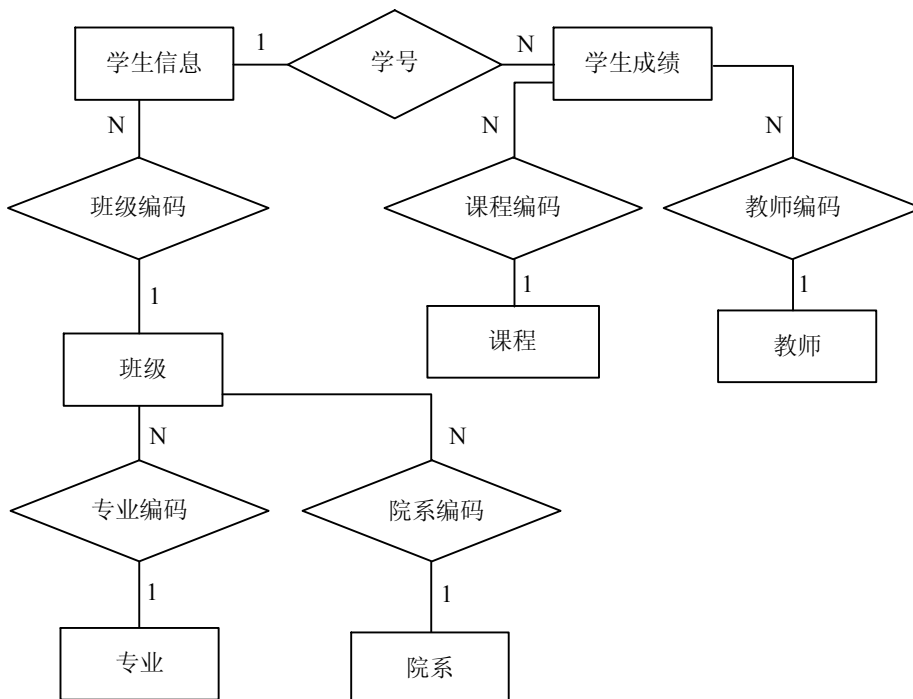 学生信息
1
学号
N
学生成绩
N
N
N
班级编码
课程编码
教师编码
1
1
1
班级
课程
教师
N
N
专业编码
院系编码
1
1
专业
院系